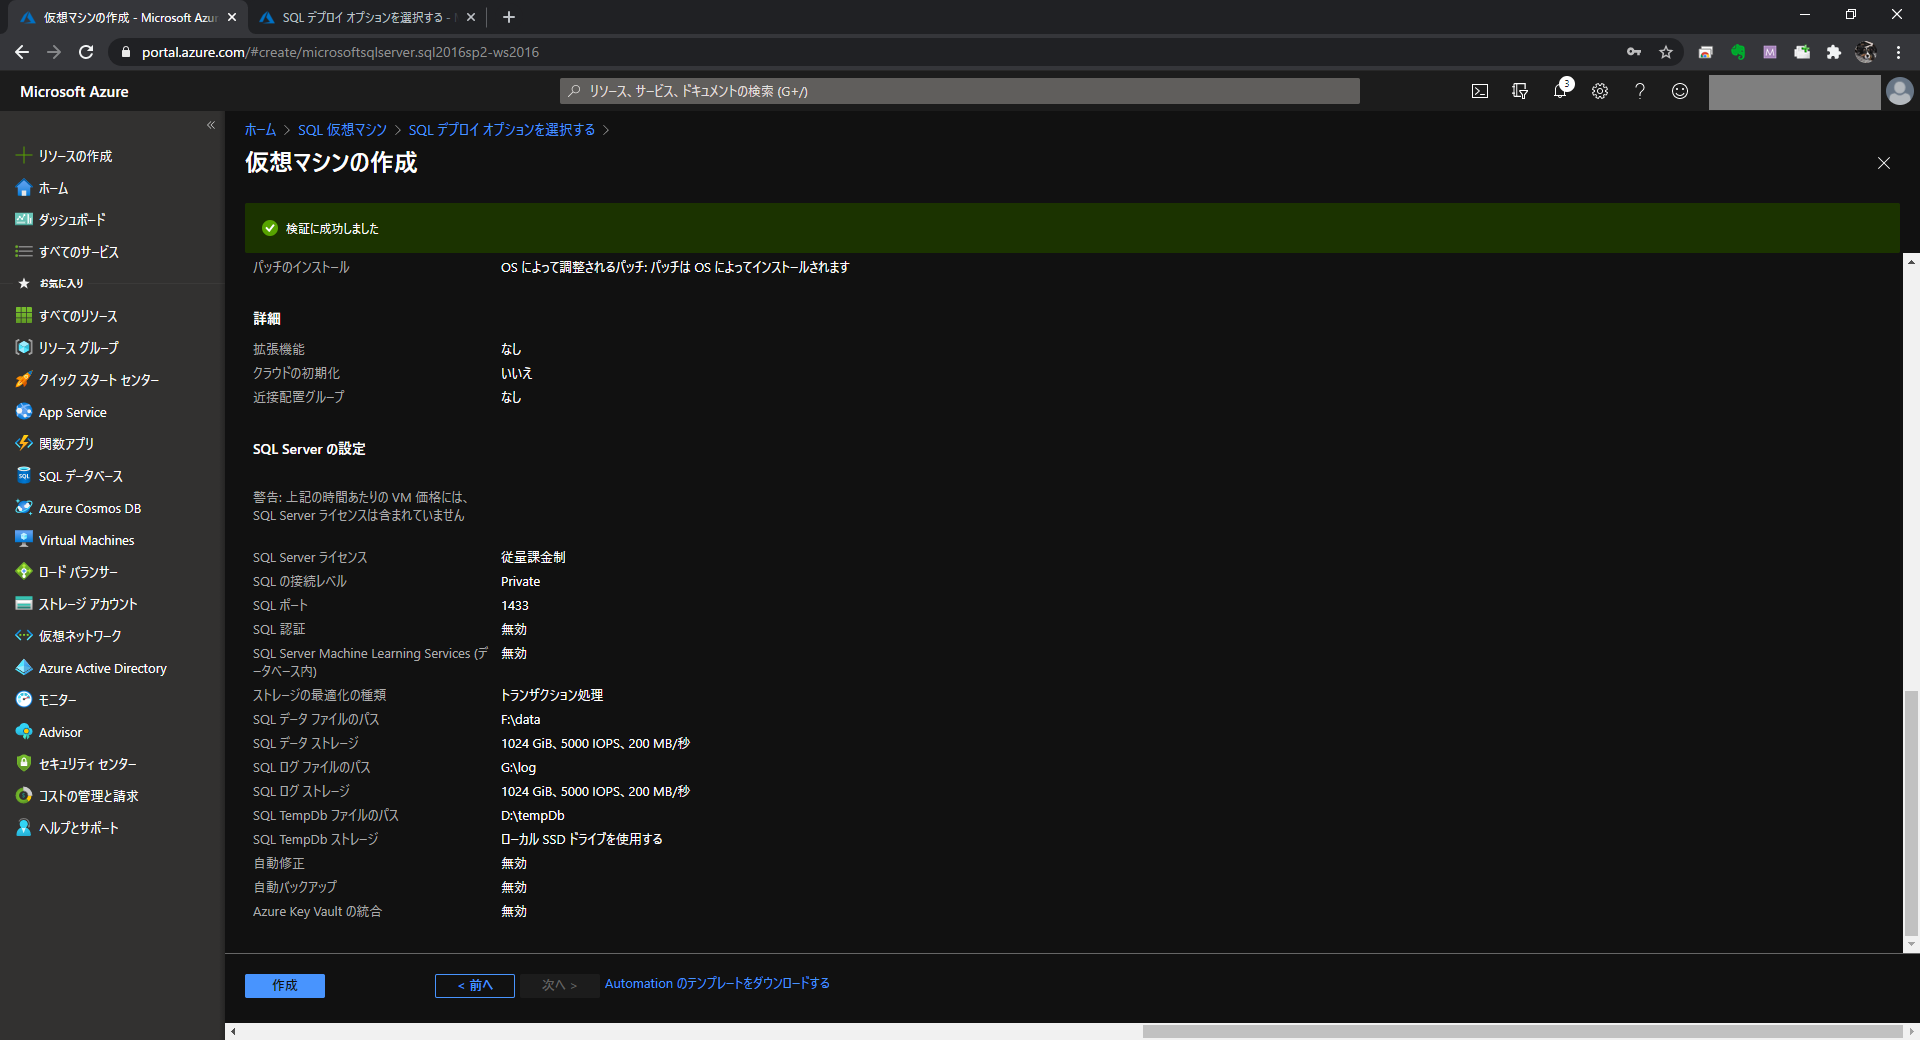 仮想マシンの作成 - Microsoft Azur
SQL デプロイ オプションを選択する -
portal.azure.com/#create/microsoftsqlserver.sql2016sp2-ws2016
Microsoft Azure
リソース、サービス、ドキュメントの検索 (G+/)
3
リソースの作成
ホーム
ダッシュボード
すべてのサービス
お気に入り
すべてのリソース
リソース グループ
クイック スタート センター
App Service
関数アプリ
SQL データベース
Azure Cosmos DB
Virtual Machines
ロード バランサー
ストレージ アカウント
仮想ネットワーク
Azure Active Directory
モニター
Advisor
セキュリティ センター
コストの管理と請求
ヘルプとサポート
ホーム > SQL 仮想マシン > SQL デプロイ オプションを選択する >
仮想マシンの作成
検証に成功しました
パッチのインストール OS によって調整されるパッチ: パッチは OS によってインストールされます
詳細
拡張機能 なし
クラウドの初期化 いいえ
近接配置グループ なし
SQL Server の設定
警告: 上記の時間あたりの VM 価格には、
SQL Server ライセンスは含まれていません
SQL Server ライセンス 従量課金制
SQL の接続レベル Private
SQL ポート 1433
SQL 認証 無効
SQL Server Machine Learning Services (デ 無効
ータベース内)
ストレージの最適化の種類 トランザクション処理
SQL データ ファイルのパス F:\data
SQL データ ストレージ 1024 GiB、5000 IOPS、200 MB/秒
SQL ログ ファイルのパス G:\log
SQL ログ ストレージ 1024 GiB、5000 IOPS、200 MB/秒
SQL TempDb ファイルのパス D:\tempDb
SQL TempDb ストレージ ローカル SSD ドライブを使用する
自動修正 無効
自動バックアップ 無効
Azure Key Vault の統合 無効
作成
< 前へ
次へ >
Automation のテンプレートをダウンロードする